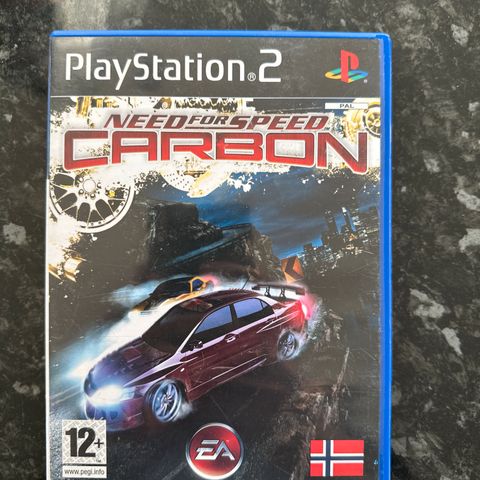 PlayStation®2
PAL
NEED FOR SPEED
CARBON
12+
www.pegi.info
EA